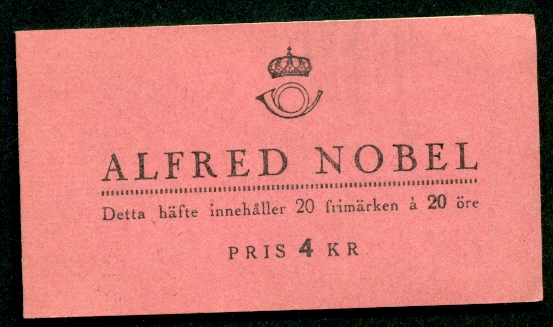 ALFRED NOBEL
Detta häfte innehåller 20 frimärken à 20 öre
PRIS 4 KR